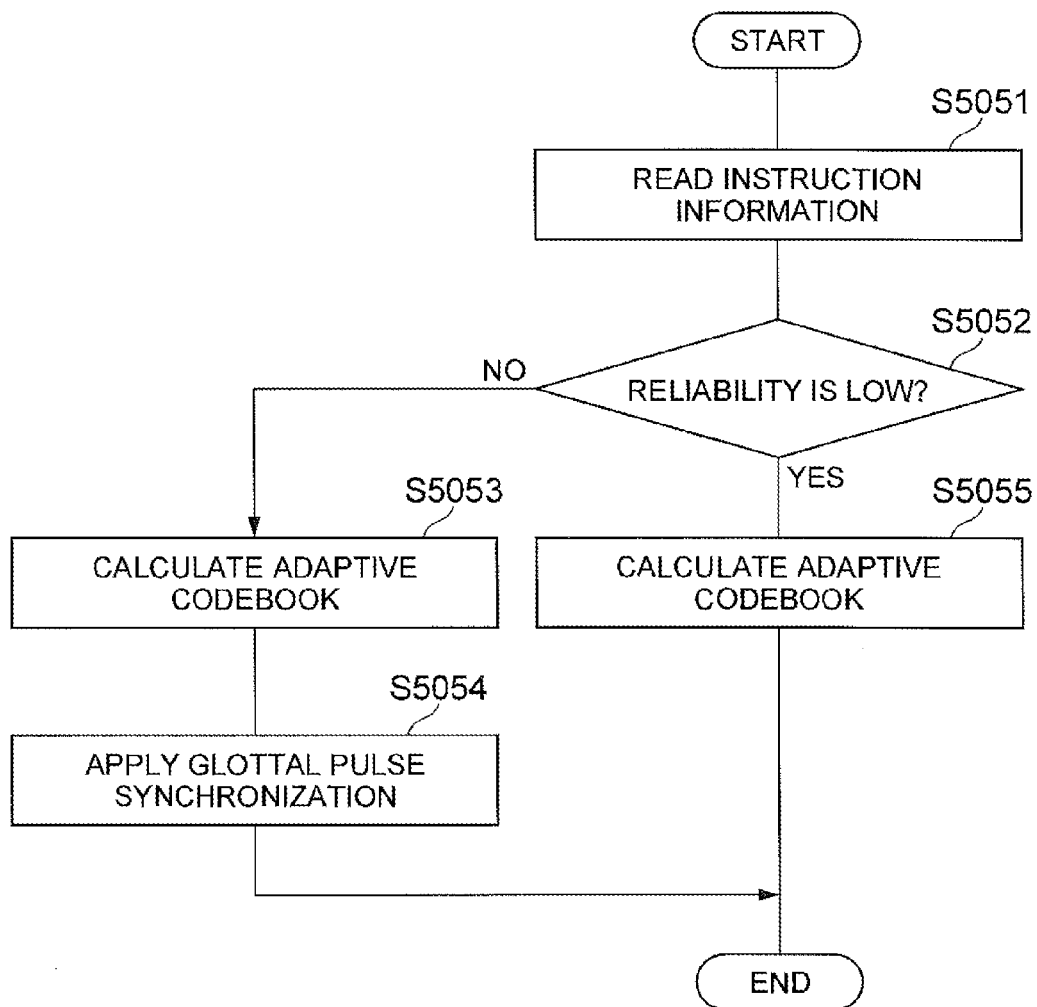 START
S5051
READ INSTRUCTION
INFORMATION
S5052
NO
RELIABILITY IS LOW?
YES
S5053
S5055
CALCULATE ADAPTIVE
CODEBOOK
CALCULATE ADAPTIVE
CODEBOOK
S5054
APPLY GLOTTAL PULSE
SYNCHRONIZATION
END